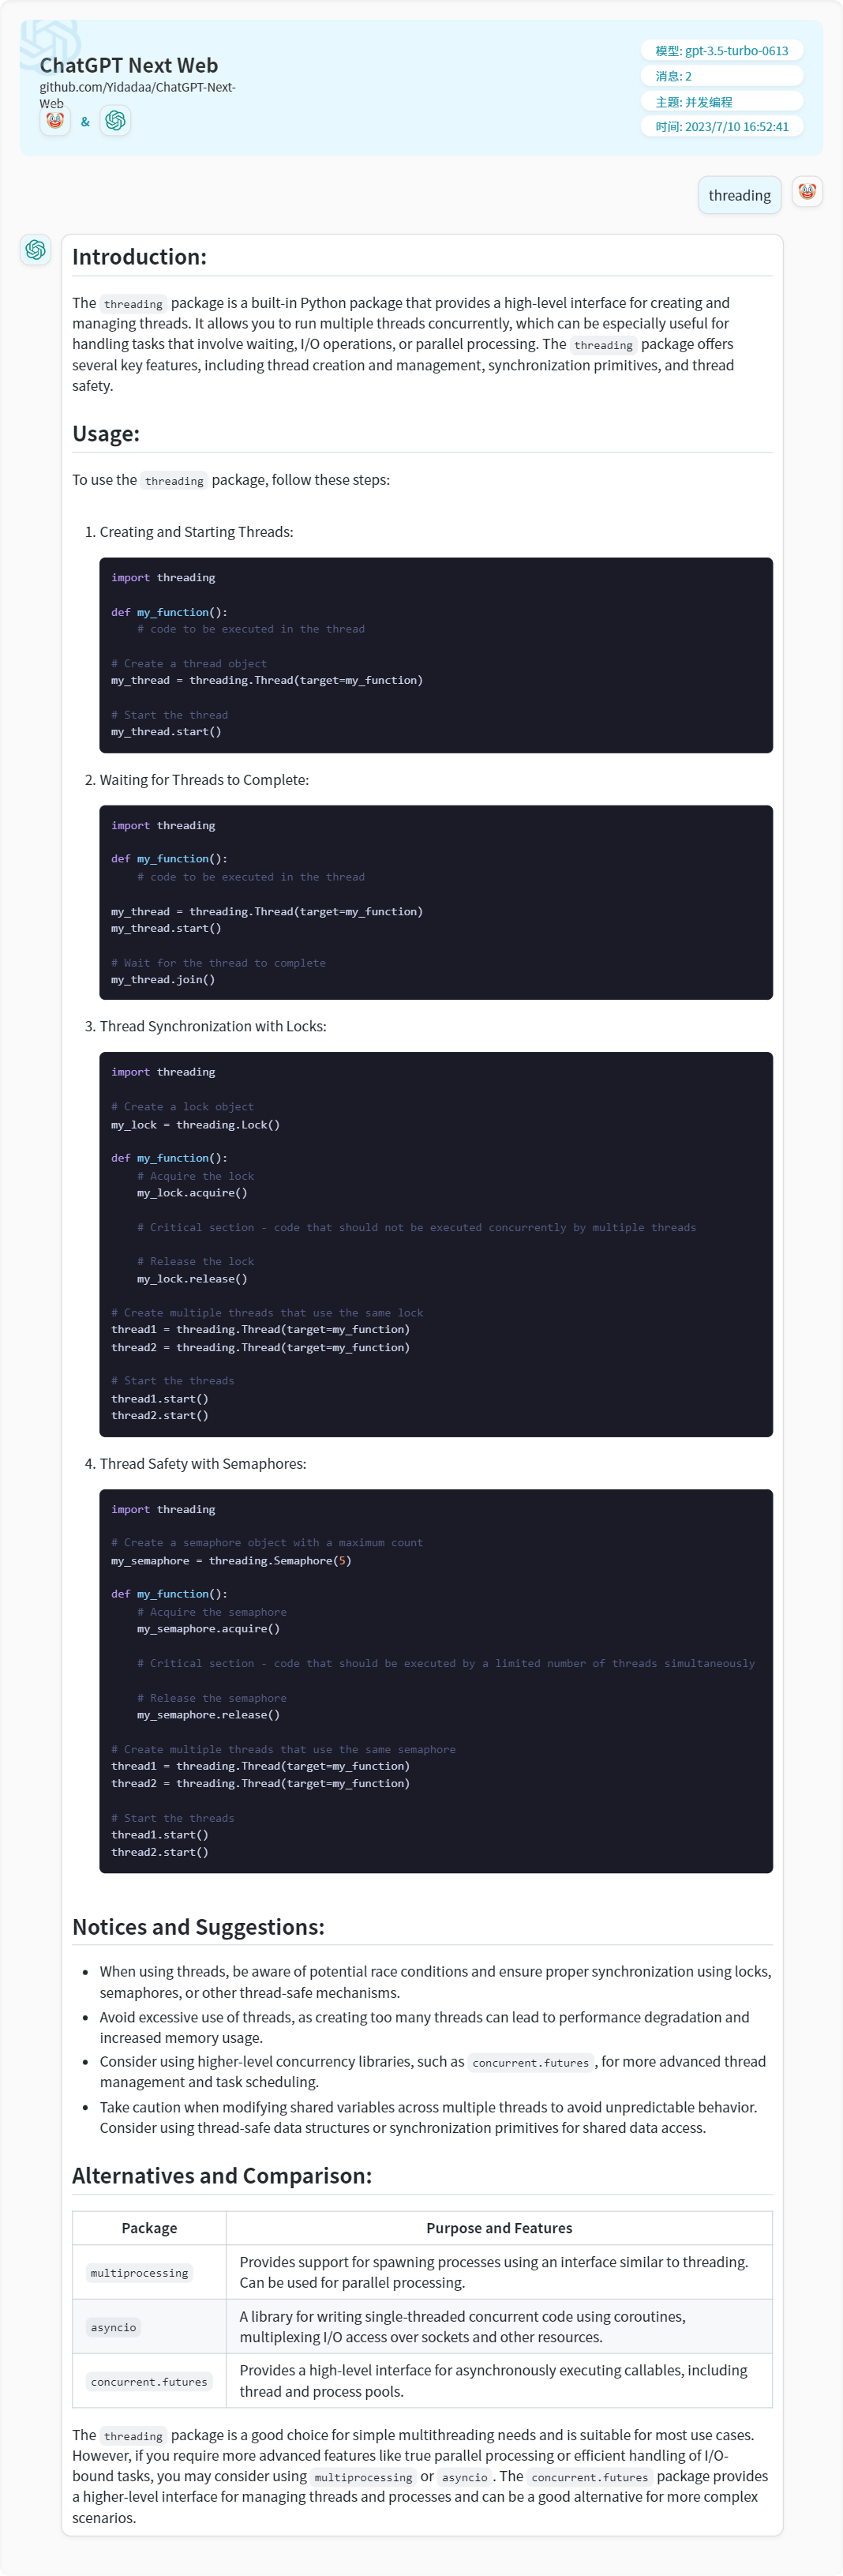 ChatGPT Next Web
github.com/Yidadaa/ChatGPT-Next-
Web
&
模型: gpt-3.5-turbo-0613
消息: 2
主题: 并发编程
时间: 2023/7/10 16:52:41
threading
Introduction:
The threading package is a built-in Python package that provides a high-level interface for creating and
managing threads. It allows you to run multiple threads concurrently, which can be especially useful for
handling tasks that involve waiting, I/O operations, or parallel processing. The threading package offers
several key features, including thread creation and management, synchronization primitives, and thread
safety.
Usage:
To use the threading package, follow these steps:
1. Creating and Starting Threads:
import threading
def my_function():
    # code to be executed in the thread
# Create a thread object
my_thread = threading.Thread(target=my_function)
# Start the thread
my_thread.start()
2. Waiting for Threads to Complete:
import threading
def my_function():
    # code to be executed in the thread
my_thread = threading.Thread(target=my_function)
my_thread.start()
# Wait for the thread to complete
my_thread.join()
3. Thread Synchronization with Locks:
import threading
# Create a lock object
my_lock = threading.Lock()
def my_function():
    # Acquire the lock
    my_lock.acquire()
    # Critical section - code that should not be executed concurrently by multiple threads
    # Release the lock
    my_lock.release()
# Create multiple threads that use the same lock
thread1 = threading.Thread(target=my_function)
thread2 = threading.Thread(target=my_function)
# Start the threads
thread1.start()
thread2.start()
4. Thread Safety with Semaphores:
import threading
# Create a semaphore object with a maximum count
my_semaphore = threading.Semaphore(5)
def my_function():
    # Acquire the semaphore
    my_semaphore.acquire()
    # Critical section - code that should be executed by a limited number of threads simultaneously
    # Release the semaphore
    my_semaphore.release()
# Create multiple threads that use the same semaphore
thread1 = threading.Thread(target=my_function)
thread2 = threading.Thread(target=my_function)
# Start the threads
thread1.start()
thread2.start()
Notices and Suggestions:
• When using threads, be aware of potential race conditions and ensure proper synchronization using locks,
semaphores, or other thread-safe mechanisms.
• Avoid excessive use of threads, as creating too many threads can lead to performance degradation and
increased memory usage.
• Consider using higher-level concurrency libraries, such as concurrent.futures, for more advanced thread
management and task scheduling.
• Take caution when modifying shared variables across multiple threads to avoid unpredictable behavior.
Consider using thread-safe data structures or synchronization primitives for shared data access.
Alternatives and Comparison:
Package Purpose and Features
multiprocessing Provides support for spawning processes using an interface similar to threading.
Can be used for parallel processing.
asyncio A library for writing single-threaded concurrent code using coroutines,
multiplexing I/O access over sockets and other resources.
concurrent.futures Provides a high-level interface for asynchronously executing callables, including
thread and process pools.
The threading package is a good choice for simple multithreading needs and is suitable for most use cases.
However, if you require more advanced features like true parallel processing or efficient handling of I/O-
bound tasks, you may consider using multiprocessing or asyncio. The concurrent.futures package provides
a higher-level interface for managing threads and processes and can be a good alternative for more complex
scenarios.